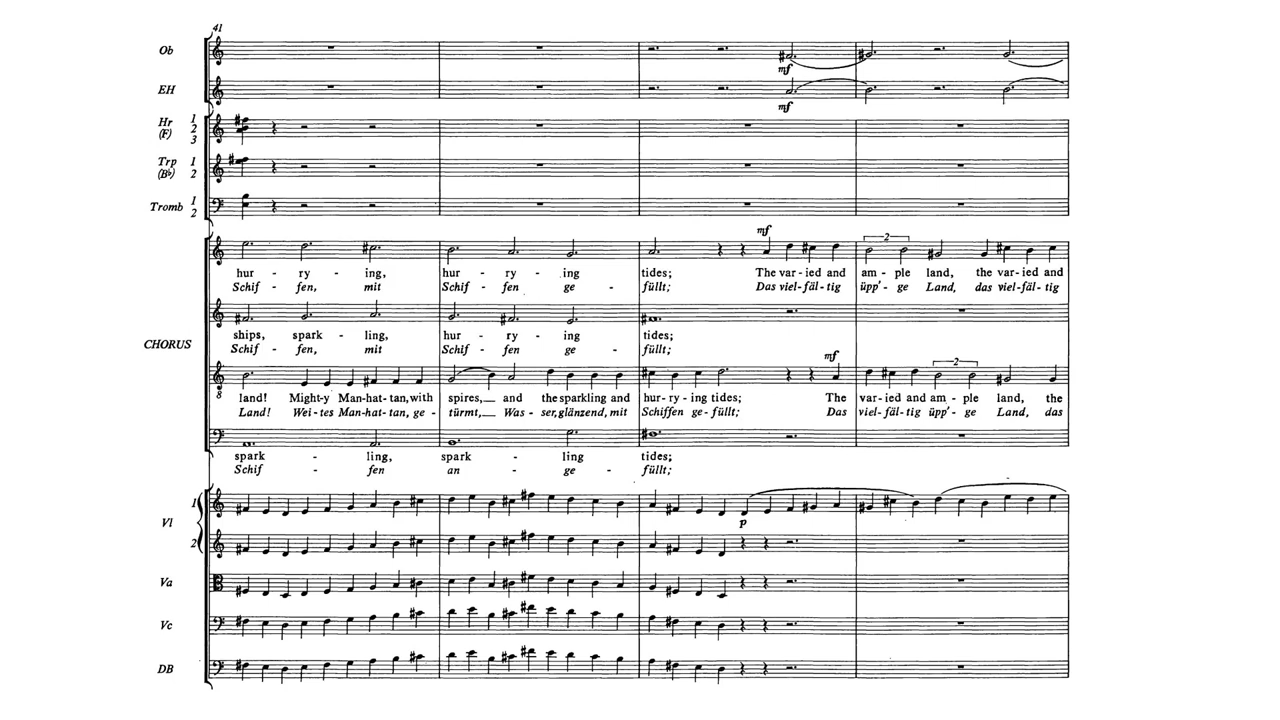 41
Ob
mf
EH
mf
Hr 1
(F) 2
3
Trp 1
(B♭) 2
Tromb 1
2
mf
hur - ry - ing, hur - ry - ing tides; The var - ied and am - ple land, the var - ied and
Schif - fen, mit Schif - fen ge - füllt; Das viel - fäl - tig üpp' - ge Land, das viel - fäl - tig
2
ships, spark - ling, hur - ry - ing tides;
CHORUS
Schif - fen, mit Schif - fen ge - füllt;
mf
2
8
land! Might-y Man-hat-tan, with spires, and the sparkling and hur-ry-ing tides; The var-ied and am - ple land, the
Land! Wei-tes Man-hat-tan, ge-türmt, Was-ser, glänzend, mit Schiffen ge-füllt; Das viel-fäl-tig üpp'-ge Land, das
spark - ling, spark - ling tides;
Schif - fen an - ge - füllt;
1
Vl
p
2
Va
Vc
DB